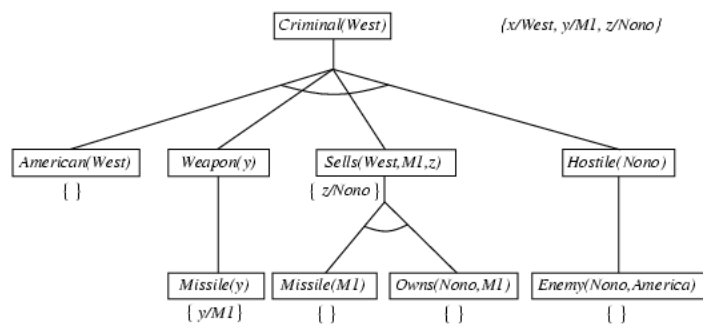 Criminal(West) {x/West, y/M1, z/Nono}
American(West) Weapon(y) Sells(West,M1,z) Hostile(Nono)
{ } { z/Nono }
Missile(y) Missile(M1) Owns(Nono,M1) Enemy(Nono,America)
{ y/M1} { } { } { }